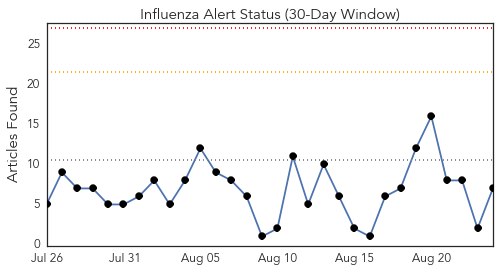 Influenza Alert Status (30-Day Window)
Articles Found
25
20
15
10
5
0
Jul 26 Jul 31 Aug 05 Aug 10 Aug 15 Aug 20